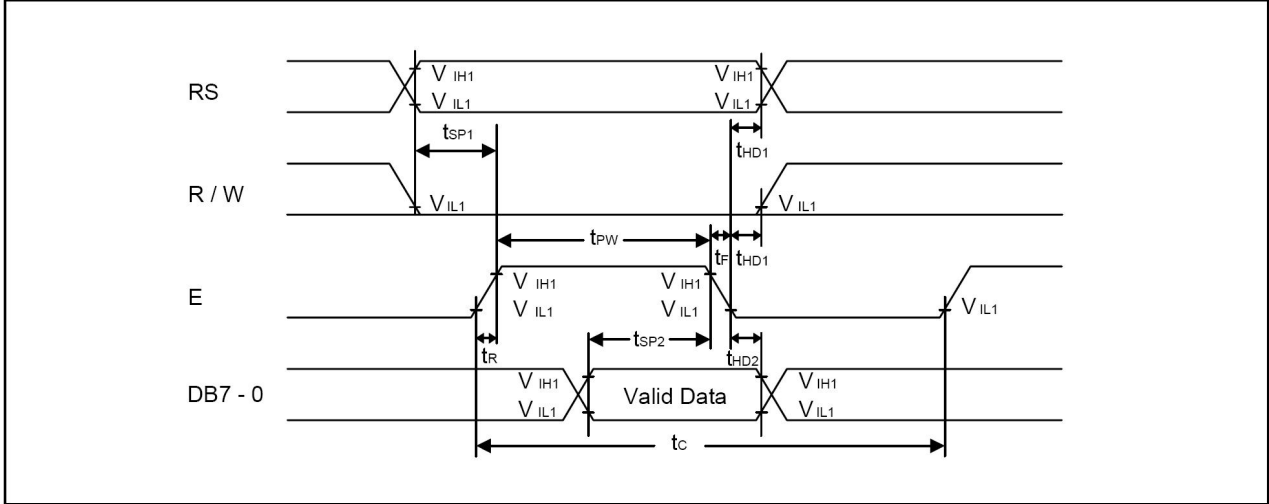 RS
V IH1
V IH1
V IL1
V IL1
tSP1
tHD1
R / W
V IL1
V IL1
tPW
tF
tHD1
E
V IH1
V IH1
V IL1
V IL1
V IL1
tR
tSP2
tHD2
DB7 - 0
V IH1
Valid Data
V IH1
V IL1
V IL1
tC